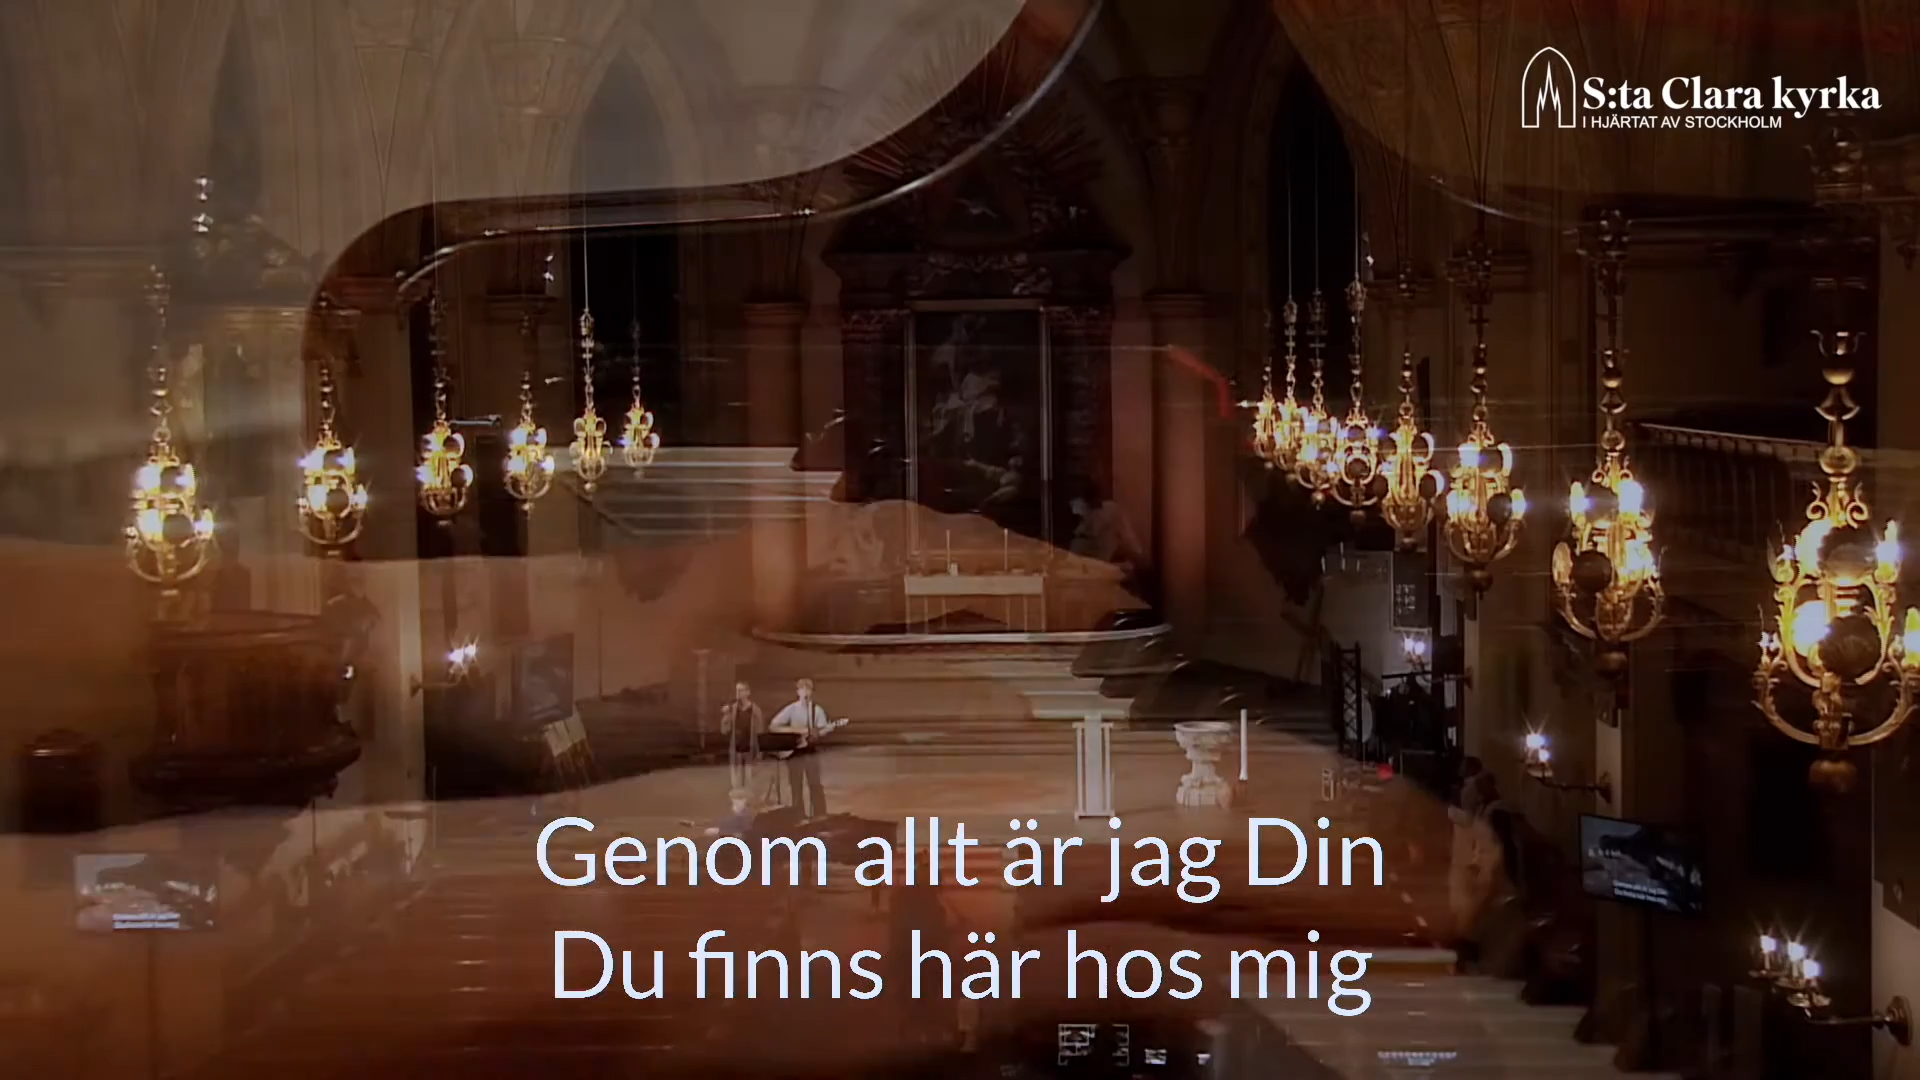 S:ta Clara kyrka
I HJÄRTAT AV STOCKHOLM
Genom allt är jag Din
Du finns här hos mig